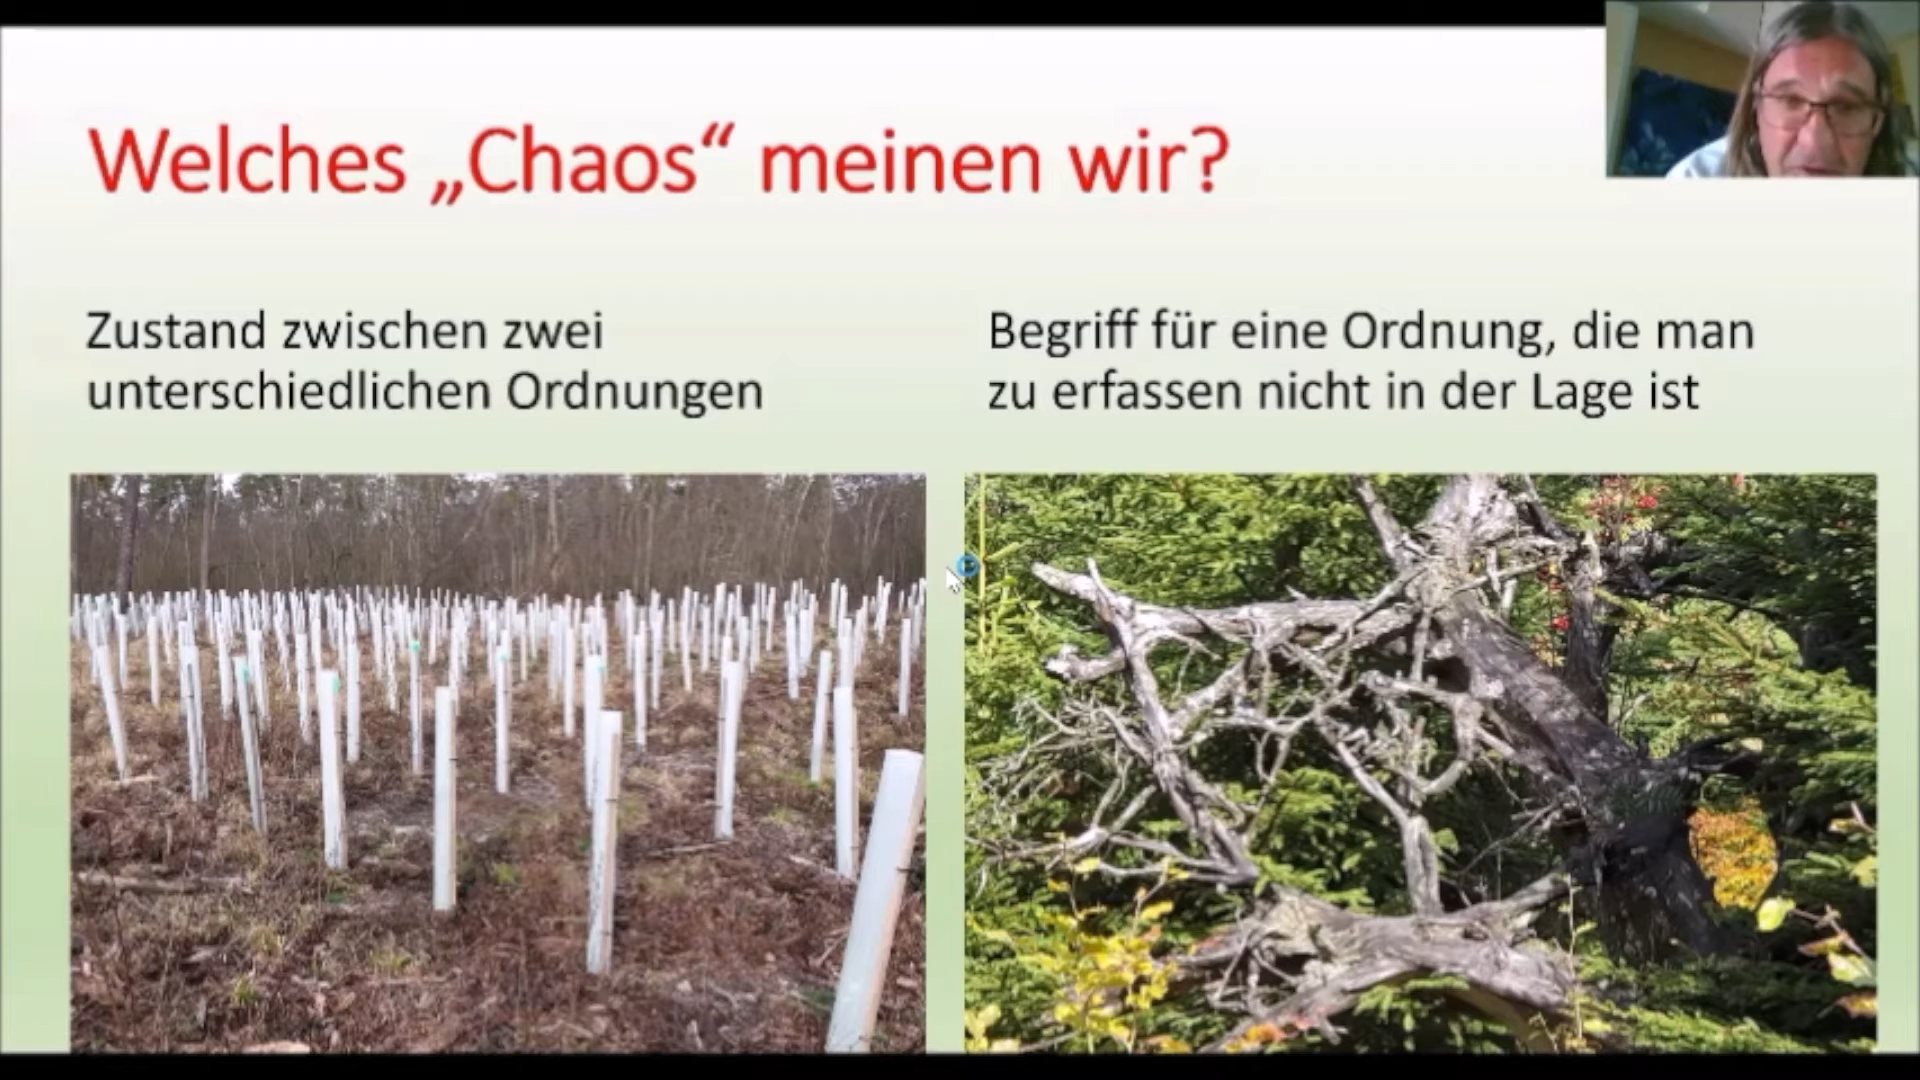 Welches „Chaos“ meinen wir?
Zustand zwischen zwei
unterschiedlichen Ordnungen
Begriff für eine Ordnung, die man
zu erfassen nicht in der Lage ist